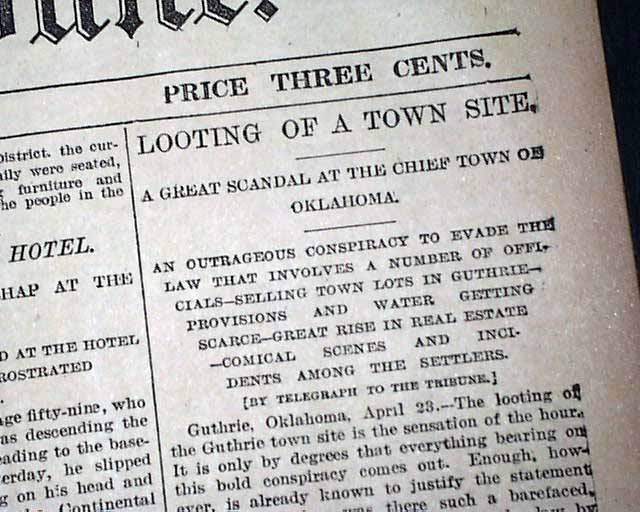 PRICE THREE CENTS.
District. the cur-
ily were seated,
furniture and
he people in the
HOTEL.
HAP AT THE
D AT THE HOTEL
ROSTRATED
age fifty-nine, who
as descending the
eading to the base-
erday, he slipped
g on his head and
Continental
LOOTING OF A TOWN SITE.
A GREAT SCANDAL AT THE CHIEF TOWN OF
OKLAHOMA.
AN OUTRAGEOUS CONSPIRACY TO EVADE THE
LAW THAT INVOLVES A NUMBER OF OFFI-
CIALS—SELLING TOWN LOTS IN GUTHRIE—
PROVISIONS AND WATER GETTING
SCARCE—GREAT RISE IN REAL ESTATE
—COMICAL SCENES AND INCI-
DENTS AMONG THE SETTLERS.
[BY TELEGRAPH TO THE TRIBUNE.]
Guthrie, Oklahoma, April 23.—The looting of
the Guthrie town site is the sensation of the hour.
It is only by degrees that everything bearing on
this bold conspiracy comes out. Enough, how-
ever, is already known to justify the statement
was there such a barefaced,
law by